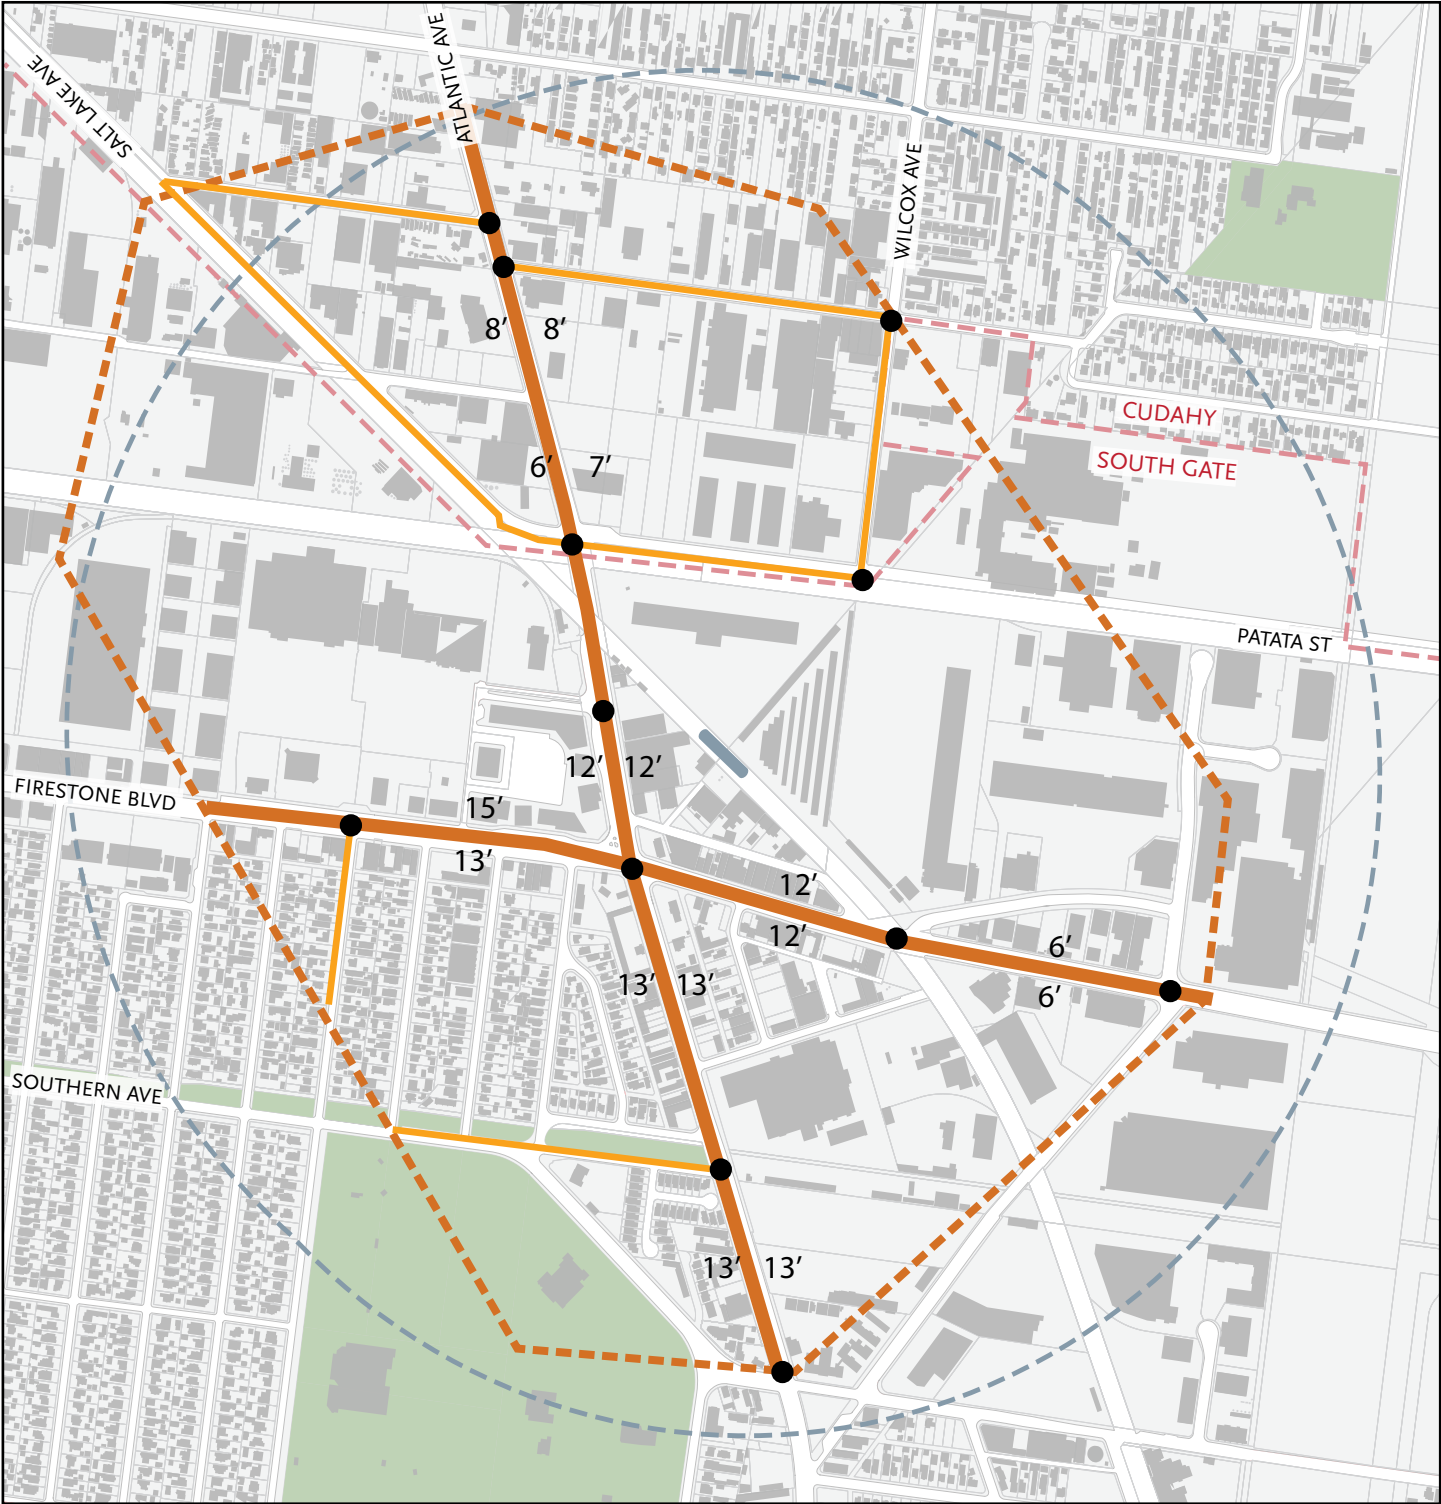 ATLANTIC AVE
SALT LAKE AVE
WILCOX AVE
8’ 8’
CUDAHY
SOUTH GATE
6’ 7’
PATATA ST
12’ 12’
FIRESTONE BLVD
15’
13’
12’
12’
6’
6’
13’ 13’
SOUTHERN AVE
13’ 13’